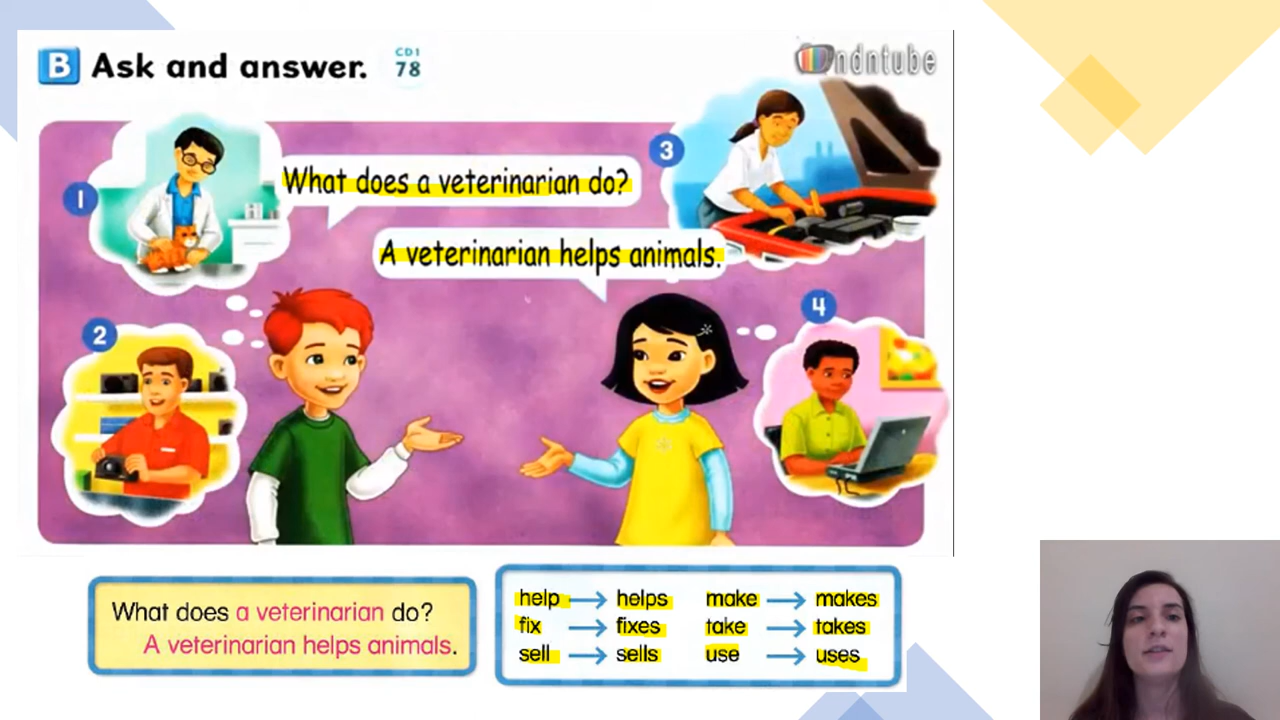 B Ask and answer. CD1 78
ndntube
1
What does a veterinarian do?
3
A veterinarian helps animals.
2
4
What does a veterinarian do?
A veterinarian helps animals.
help → helps make → makes
fix → fixes take → takes
sell → sells use → uses